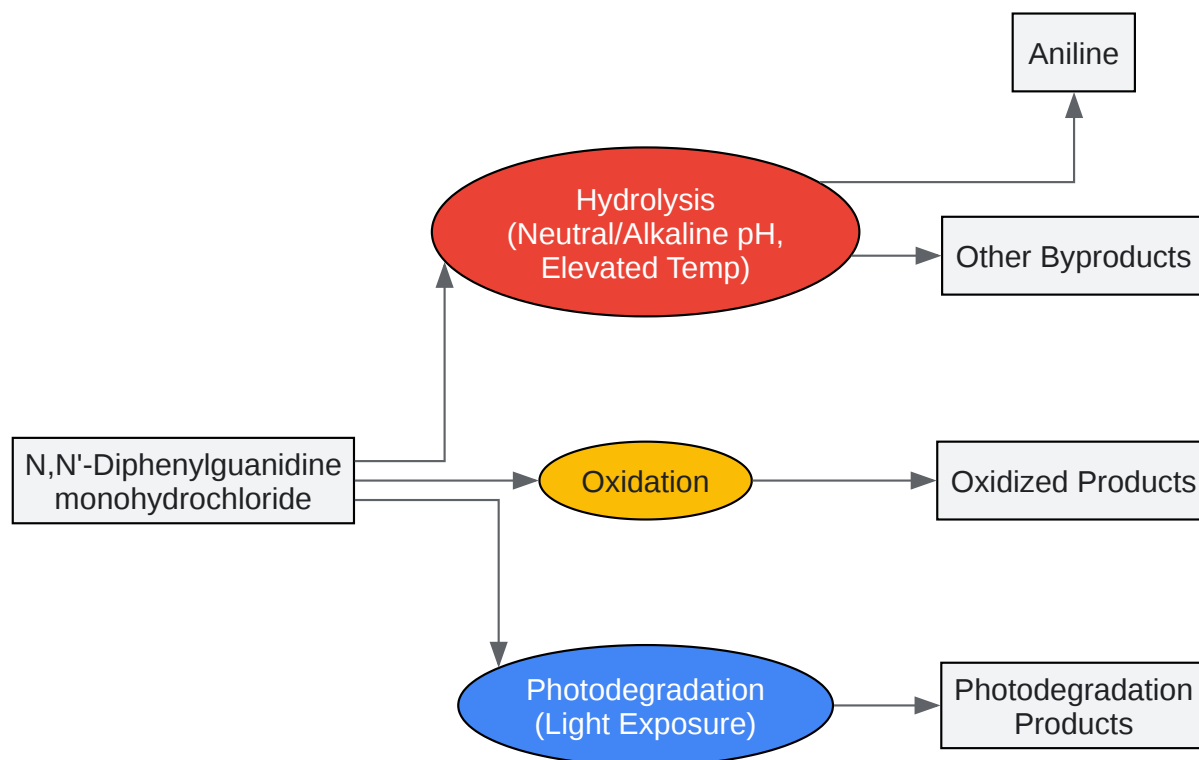 Aniline
Hydrolysis
(Neutral/Alkaline pH,
Elevated Temp)
Other Byproducts
N,N'-Diphenylguanidine
monohydrochloride
Oxidation
Oxidized Products
Photodegradation
(Light Exposure)
Photodegradation
Products